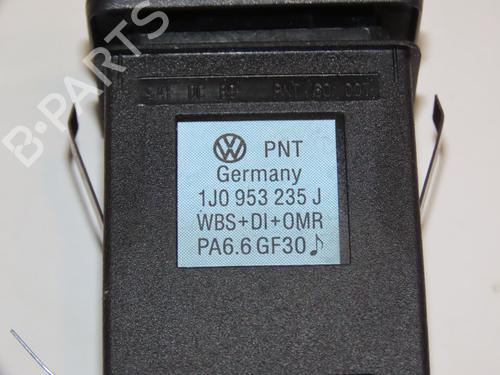 B-PARTS
PNT
Germany
1J0 953 235 J
WBS+DI+OMR
PA6.6 GF30